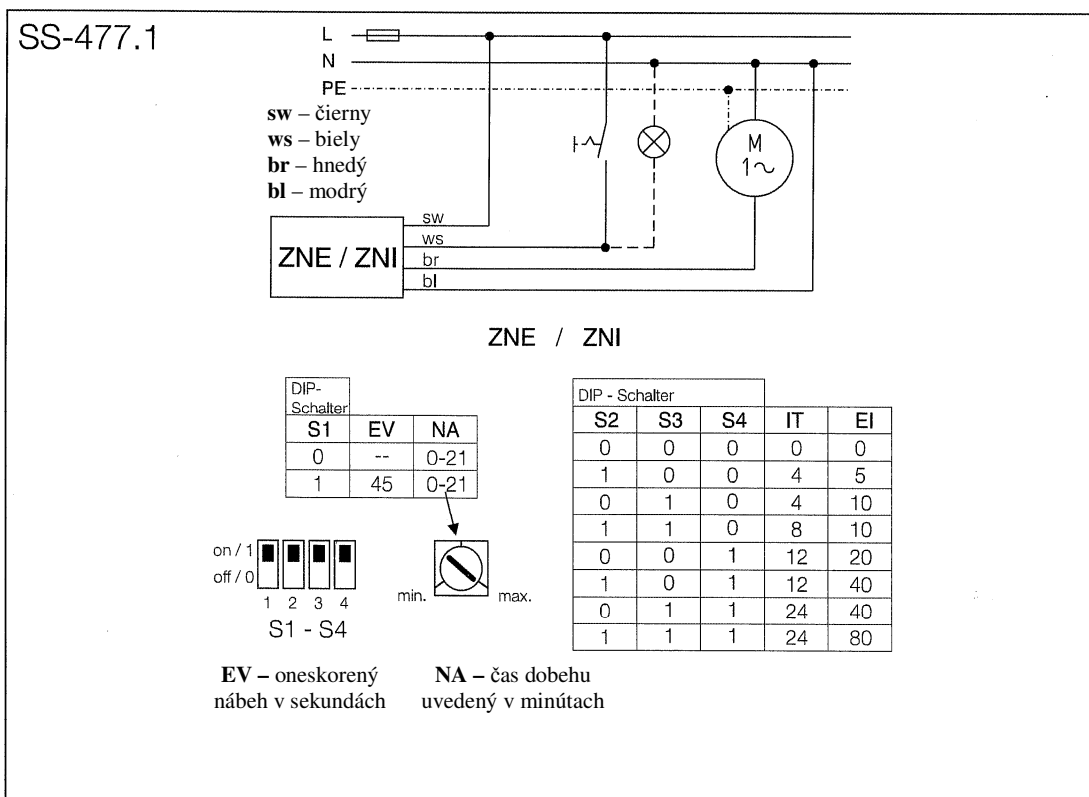 SS-477.1
L
N
PE
sw – čierny
ws – biely
br – hnedý
bl – modrý
M
1~
sw
ws
br
bl
ZNE / ZNI
ZNE / ZNI
DIP-
Schalter
S1 EV NA
0 -- 0-21
1 45 0-21
DIP - Schalter
S2 S3 S4 IT EI
0 0 0 0 0
1 0 0 4 5
0 1 0 4 10
1 1 0 8 10
0 0 1 12 20
1 0 1 12 40
0 1 1 24 40
1 1 1 24 80
on / 1
off / 0
1 2 3 4
S1 - S4
min. max.
EV – oneskorený
nábeh v sekundách
NA – čas dobehu
uvedený v minútach